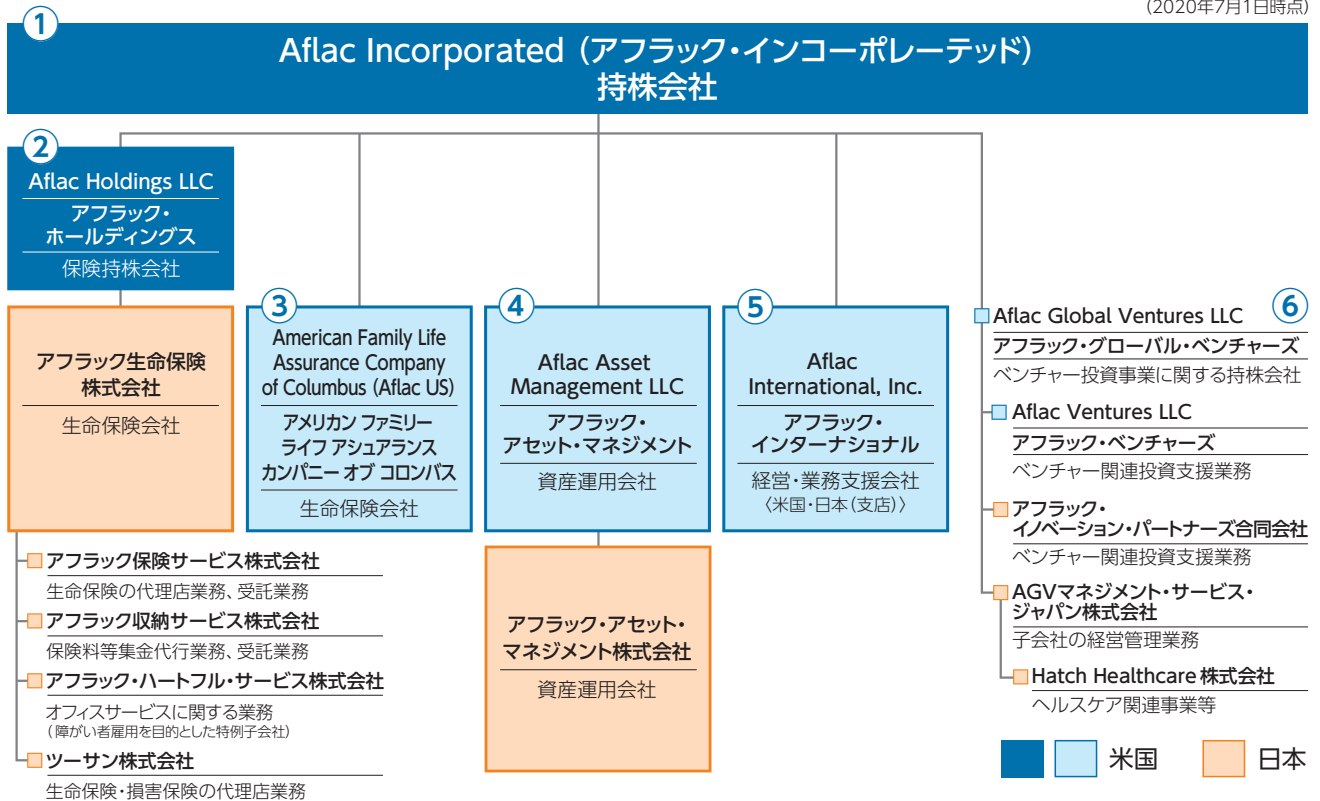 (2020年7月1日時点)
①
Aflac Incorporated（アフラック・インコーポレーテッド）
持株会社
②
Aflac Holdings LLC
アフラック・
ホールディングス
保険持株会社
アフラック生命保険
株式会社
生命保険会社
アフラック保険サービス株式会社
生命保険の代理店業務、受託業務
アフラック収納サービス株式会社
保険料等集金代行業務、受託業務
アフラック・ハートフル・サービス株式会社
オフィスサービスに関する業務
（障がい者雇用を目的とした特例子会社）
ツーサン株式会社
生命保険・損害保険の代理店業務
③
American Family Life
Assurance Company
of Columbus (Aflac US)
アメリカン ファミリー
ライフ アシュアランス
カンパニー オブ コロンバス
生命保険会社
④
Aflac Asset
Management LLC
アフラック・
アセット・マネジメント
資産運用会社
アフラック・アセット・
マネジメント株式会社
資産運用会社
⑤
Aflac
International, Inc.
アフラック・
インターナショナル
経営・業務支援会社
〈米国・日本（支店）〉
⑥
Aflac Global Ventures LLC
アフラック・グローバル・ベンチャーズ
ベンチャー投資事業に関する持株会社
Aflac Ventures LLC
アフラック・ベンチャーズ
ベンチャー関連投資支援業務
アフラック・
イノベーション・パートナーズ合同会社
ベンチャー関連投資支援業務
AGVマネジメント・サービス・
ジャパン株式会社
子会社の経営管理業務
Hatch Healthcare 株式会社
ヘルスケア関連事業等
米国
日本